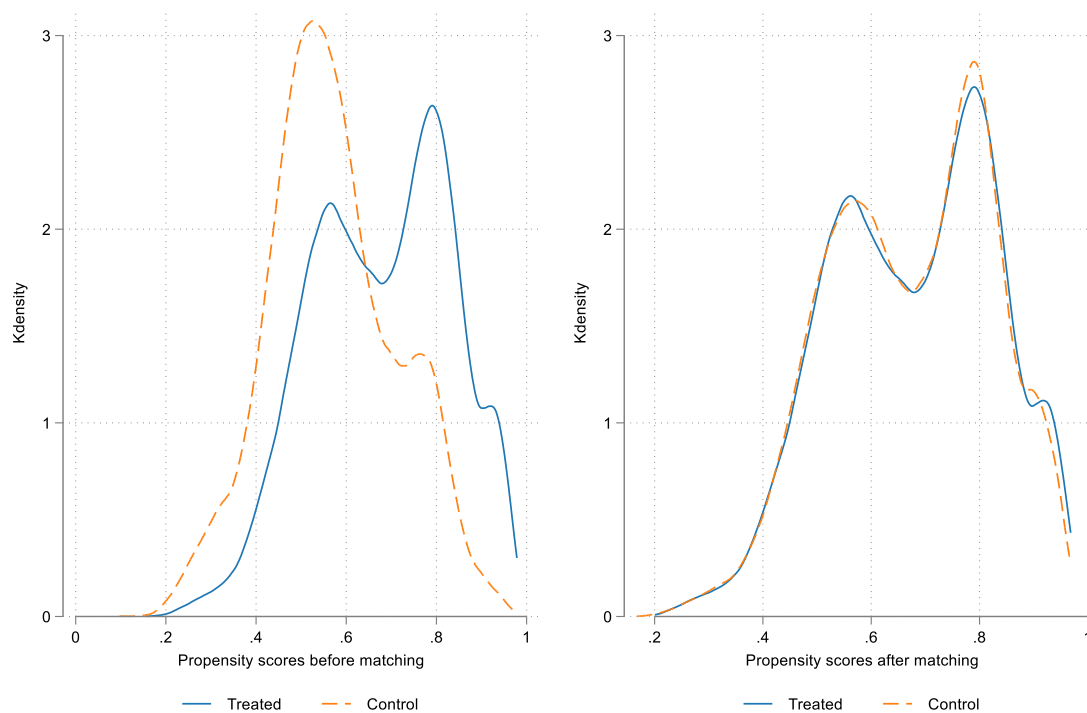 3
2
1
0
Kdensity
0 .2 .4 .6 .8 1
Propensity scores before matching
Treated Control
3
2
1
0
Kdensity
.2 .4 .6 .8 1
Propensity scores after matching
Treated Control